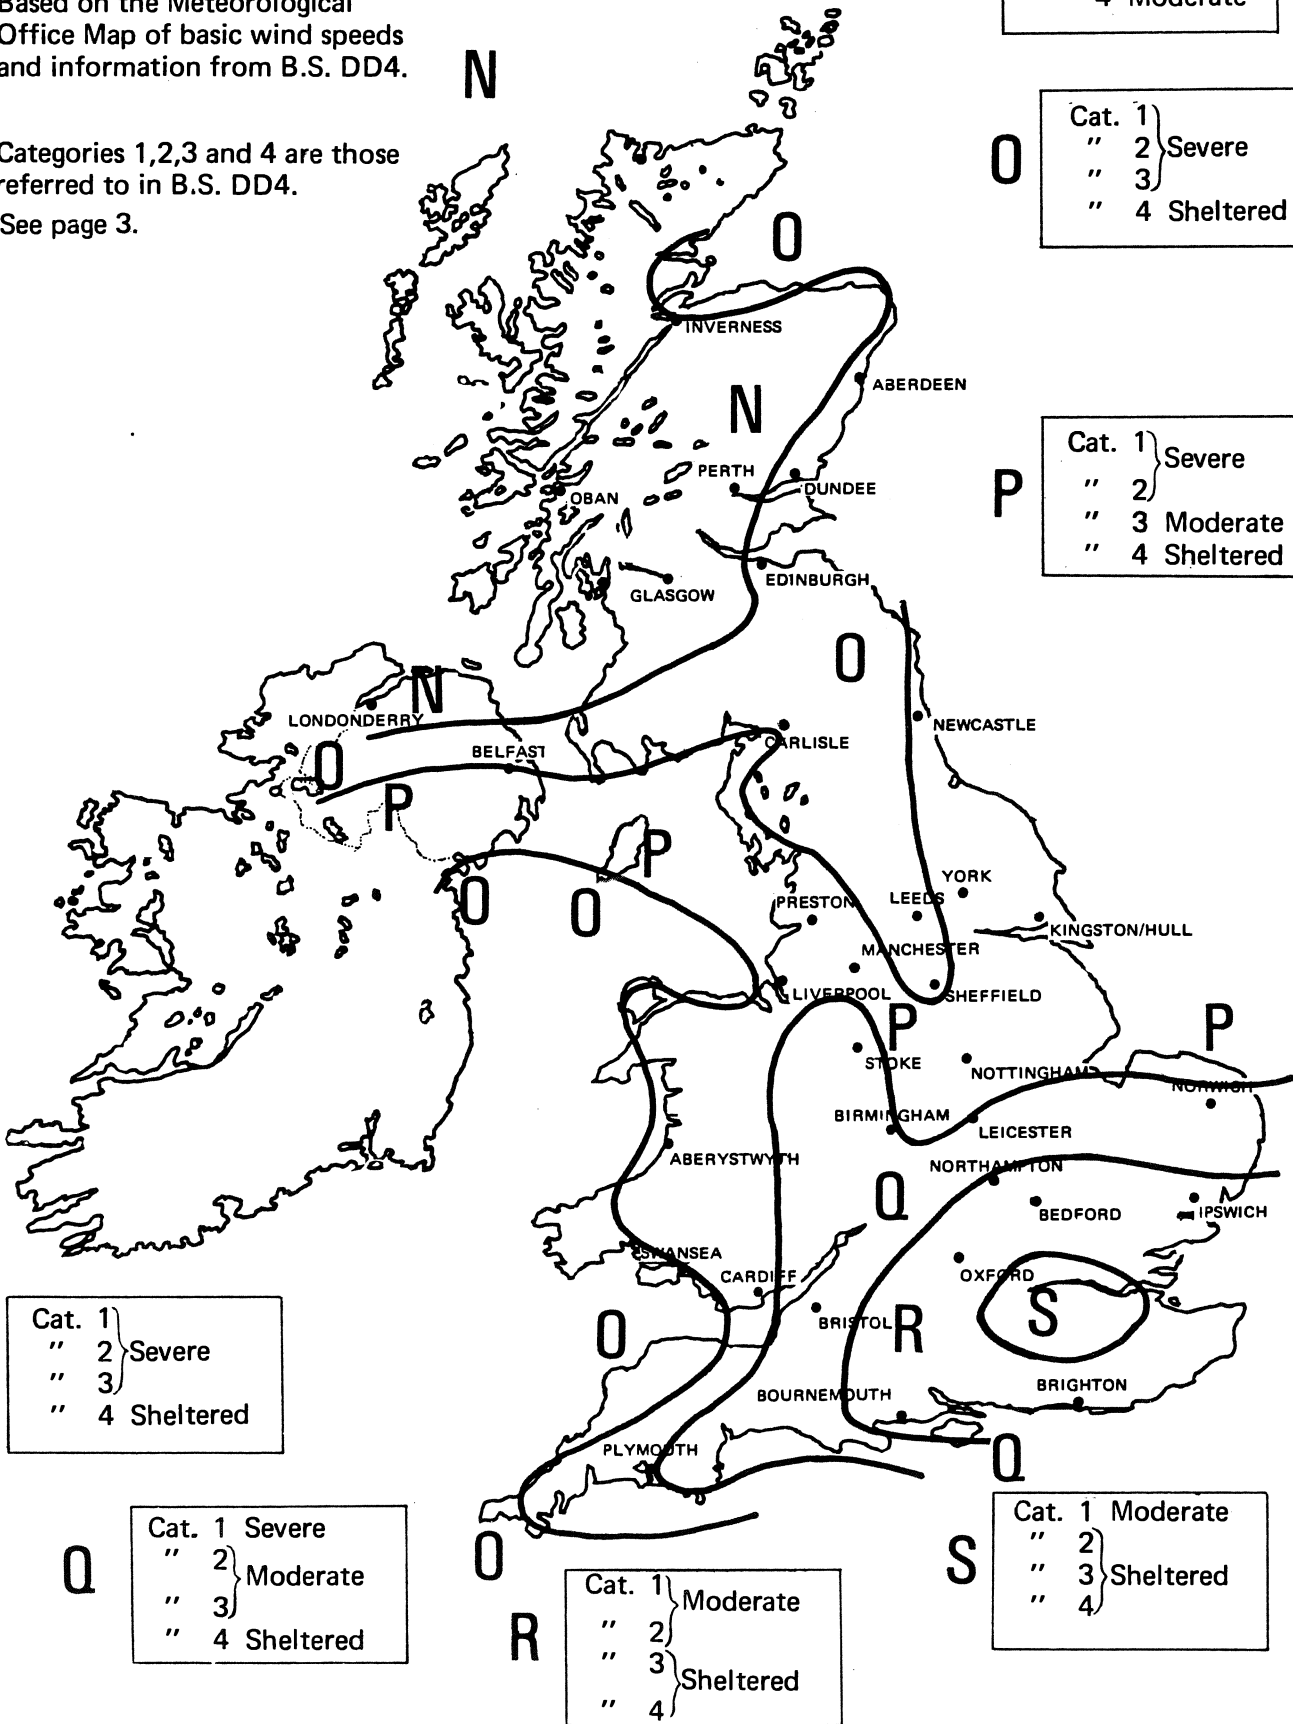 Based on the Meteorological
Office Map of basic wind speeds
and information from B.S. DD4.
Categories 1,2,3 and 4 are those
referred to in B.S. DD4.
See page 3.
4 Moderate
N
O
Cat. 1
" 2 Severe
" 3
" 4 Sheltered
O
INVERNESS
ABERDEEN
N
PERTH
DUNDEE
OBAN
P
Cat. 1
Severe
" 2
" 3 Moderate
" 4 Sheltered
EDINBURGH
GLASGOW
O
N
LONDONDERRY
NEWCASTLE
CARLISLE
BELFAST
O
P
P
YORK
LEEDS
PRESTON
O
O
KINGSTON/HULL
MANCHESTER
LIVERPOOL
SHEFFIELD
P
P
STOKE
NOTTINGHAM
NORWICH
BIRMINGHAM
LEICESTER
ABERYSTWYTH
NORTHAMPTON
Q
BEDFORD
IPSWICH
SWANSEA
CARDIFF
OXFORD
S
O
BRISTOL
R
BRIGHTON
BOURNEMOUTH
PLYMOUTH
Q
Cat. 1
" 2 Severe
" 3
" 4 Sheltered
O
Q
Cat. 1 Severe
" 2
Moderate
" 3
" 4 Sheltered
R
Cat. 1
Moderate
" 2
" 3
Sheltered
" 4
S
Cat. 1 Moderate
" 2
" 3 Sheltered
" 4